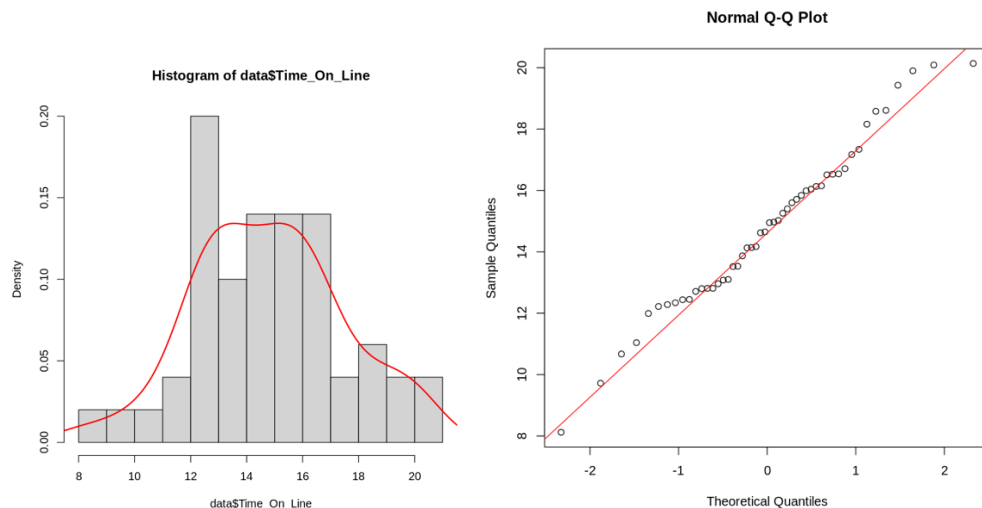 Histogram of data$Time_On_Line
Density
0.00 0.05 0.10 0.15 0.20
8 10 12 14 16 18 20
data$Time_On_Line
Normal Q-Q Plot
Sample Quantiles
8 10 12 14 16 18 20
-2 -1 0 1 2
Theoretical Quantiles